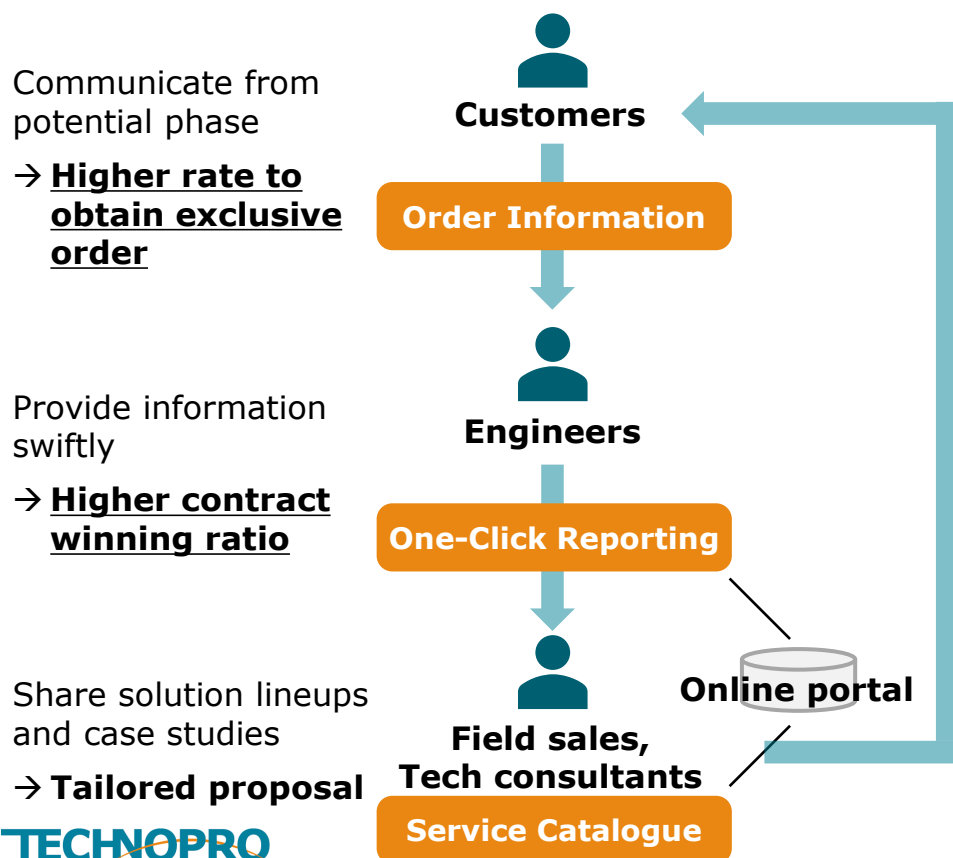 Communicate from
potential phase
→ Higher rate to
obtain exclusive
order
Customers
Order Information
Provide information
swiftly
→ Higher contract
winning ratio
Engineers
One-Click Reporting
Share solution lineups
and case studies
→ Tailored proposal
Field sales,
Tech consultants
Online portal
Service Catalogue
TECHNOPRO